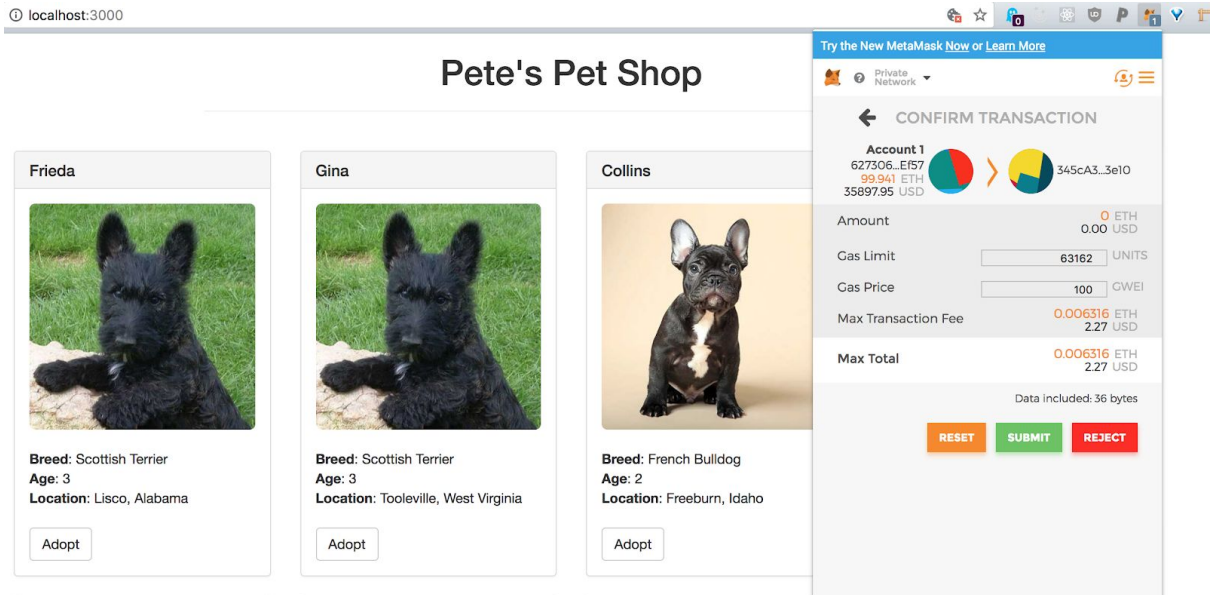 localhost:3000
0
1
Pete's Pet Shop
Frieda
Breed: Scottish Terrier
Age: 3
Location: Lisco, Alabama
Adopt
Gina
Breed: Scottish Terrier
Age: 3
Location: Tooleville, West Virginia
Adopt
Collins
Breed: French Bulldog
Age: 2
Location: Freeburn, Idaho
Adopt
Try the New MetaMask Now or Learn More
Private
Network
CONFIRM TRANSACTION
Account 1
627306...Ef57
99.941 ETH
35897.95 USD
345cA3...3e10
Amount 0 ETH
0.00 USD
Gas Limit 63162 UNITS
Gas Price 100 GWEI
Max Transaction Fee 0.006316 ETH
2.27 USD
Max Total 0.006316 ETH
2.27 USD
Data included: 36 bytes
RESET SUBMIT REJECT